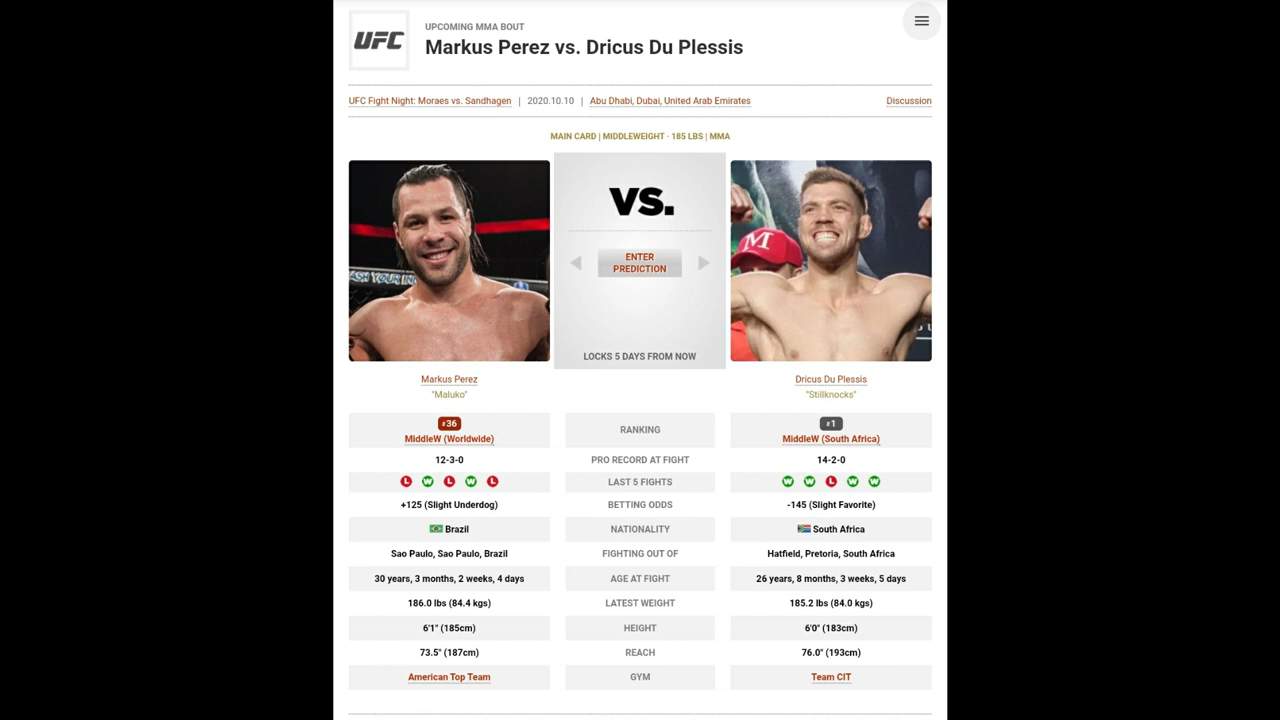 UFC
UPCOMING MMA BOUT
Markus Perez vs. Dricus Du Plessis
UFC Fight Night: Moraes vs. Sandhagen | 2020.10.10 | Abu Dhabi, Dubai, United Arab Emirates Discussion
MAIN CARD | MIDDLEWEIGHT · 185 LBS | MMA
VS.
ENTER
PREDICTION
LOCKS 5 DAYS FROM NOW
M
Markus Perez Dricus Du Plessis
"Maluko" "Stillknocks"
#36 RANKING #1
MiddleW (Worldwide) MiddleW (South Africa)
12-3-0 PRO RECORD AT FIGHT 14-2-0
L W L W L LAST 5 FIGHTS W W L W W
+125 (Slight Underdog) BETTING ODDS -145 (Slight Favorite)
Brazil NATIONALITY South Africa
Sao Paulo, Sao Paulo, Brazil FIGHTING OUT OF Hatfield, Pretoria, South Africa
30 years, 3 months, 2 weeks, 4 days AGE AT FIGHT 26 years, 8 months, 3 weeks, 5 days
186.0 lbs (84.4 kgs) LATEST WEIGHT 185.2 lbs (84.0 kgs)
6'1" (185cm) HEIGHT 6'0" (183cm)
73.5" (187cm) REACH 76.0" (193cm)
American Top Team GYM Team CIT